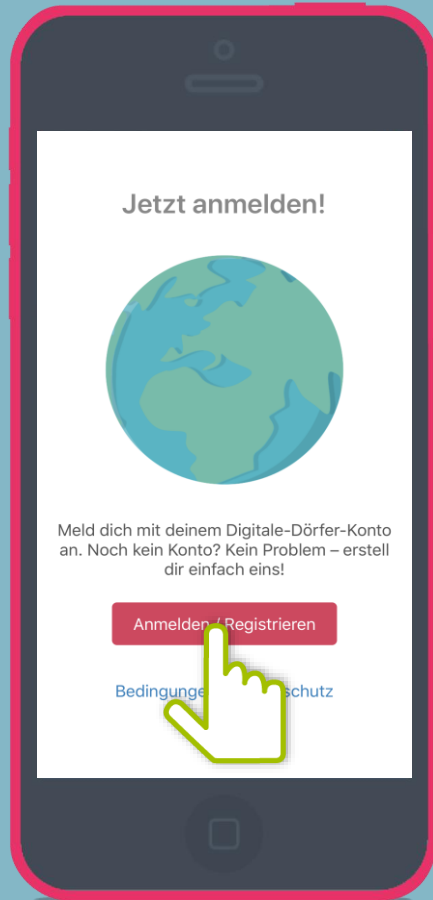 Jetzt anmelden!
Meld dich mit deinem Digitale-Dörfer-Konto
an. Noch kein Konto? Kein Problem – erstell
dir einfach eins!
Anmelden / Registrieren